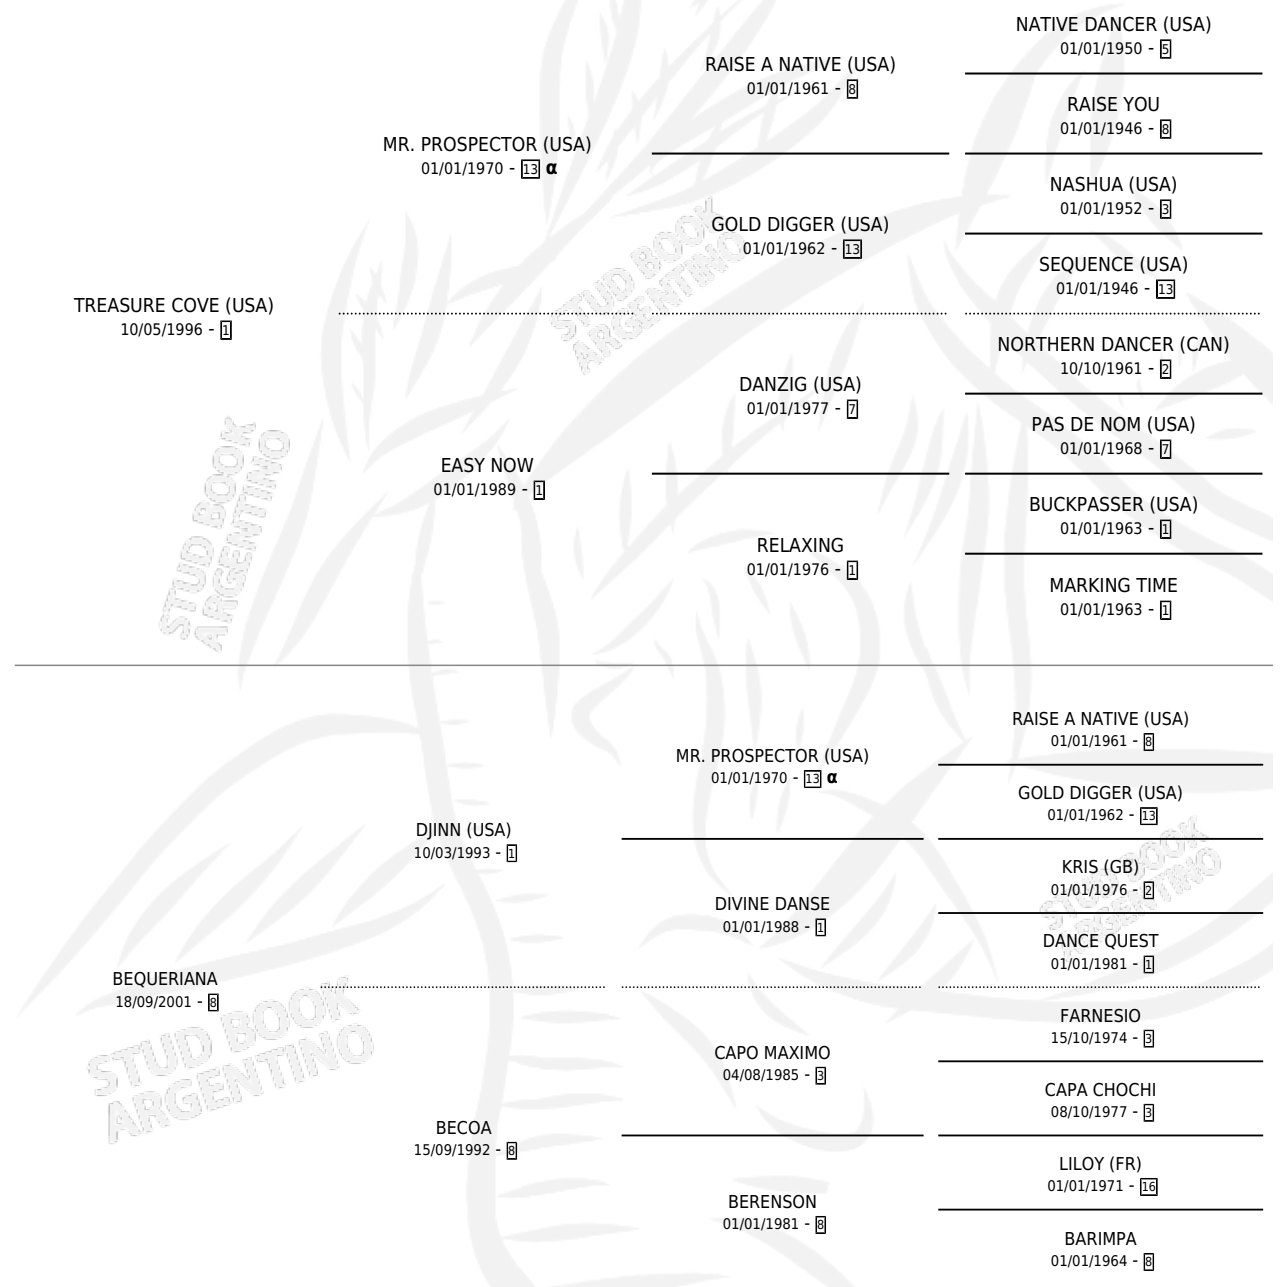 NATIVE DANCER (USA)
01/01/1950 - 5
RAISE A NATIVE (USA)
01/01/1961 - 8
RAISE YOU
01/01/1946 - 8
MR. PROSPECTOR (USA)
01/01/1970 - 13 α
NASHUA (USA)
01/01/1952 - 3
GOLD DIGGER (USA)
01/01/1962 - 13
SEQUENCE (USA)
01/01/1946 - 13
TREASURE COVE (USA)
10/05/1996 - 1
NORTHERN DANCER (CAN)
10/10/1961 - 2
DANZIG (USA)
01/01/1977 - 7
PAS DE NOM (USA)
01/01/1968 - 7
EASY NOW
01/01/1989 - 1
BUCKPASSER (USA)
01/01/1963 - 1
RELAXING
01/01/1976 - 1
MARKING TIME
01/01/1963 - 1
STUD BOOK
ARGENTINO
STUD BOOK
ARGENTINO
RAISE A NATIVE (USA)
01/01/1961 - 8
MR. PROSPECTOR (USA)
01/01/1970 - 13 α
GOLD DIGGER (USA)
01/01/1962 - 13
DJINN (USA)
10/03/1993 - 1
KRIS (GB)
01/01/1976 - 2
DIVINE DANSE
01/01/1988 - 1
DANCE QUEST
01/01/1981 - 1
BEQUERIANA
18/09/2001 - 8
FARNESIO
15/10/1974 - 3
CAPO MAXIMO
04/08/1985 - 3
CAPA CHOCHI
08/10/1977 - 3
BECOA
15/09/1992 - 8
LILOY (FR)
01/01/1971 - 16
BERENSON
01/01/1981 - 8
BARIMPA
01/01/1964 - 8
STUD BOOK
ARGENTINO
STUD BOOK
ARGENTINO